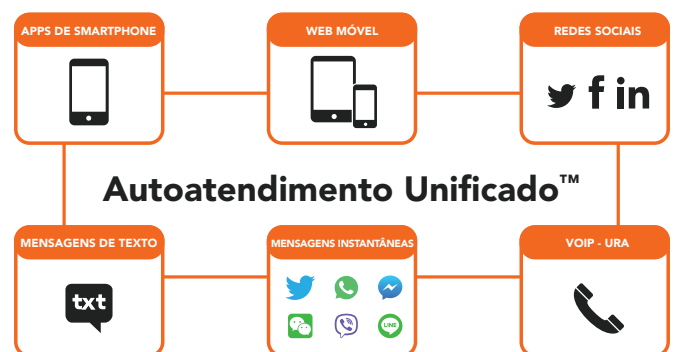 APPS DE SMARTPHONE
WEB MÓVEL
REDES SOCIAIS
f in
Autoatendimento Unificado™
MENSAGENS DE TEXTO
MENSAGENS INSTANTÂNEAS
VOIP - URA
txt
LINE